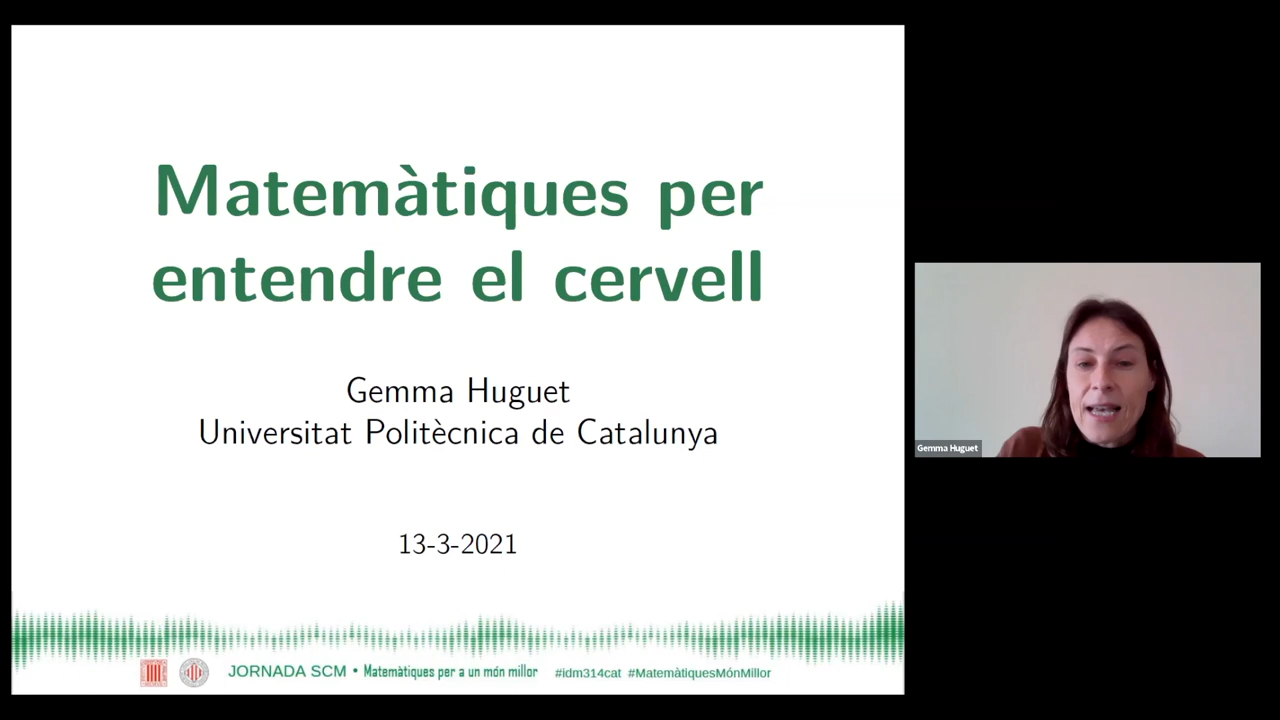 Matemàtiques per
entendre el cervell
Gemma Huguet
Universitat Politècnica de Catalunya
13-3-2021
JORNADA SCM • Matemàtiques per a un món millor #idm314cat #MatemàtiquesMónMillor
Gemma Huguet